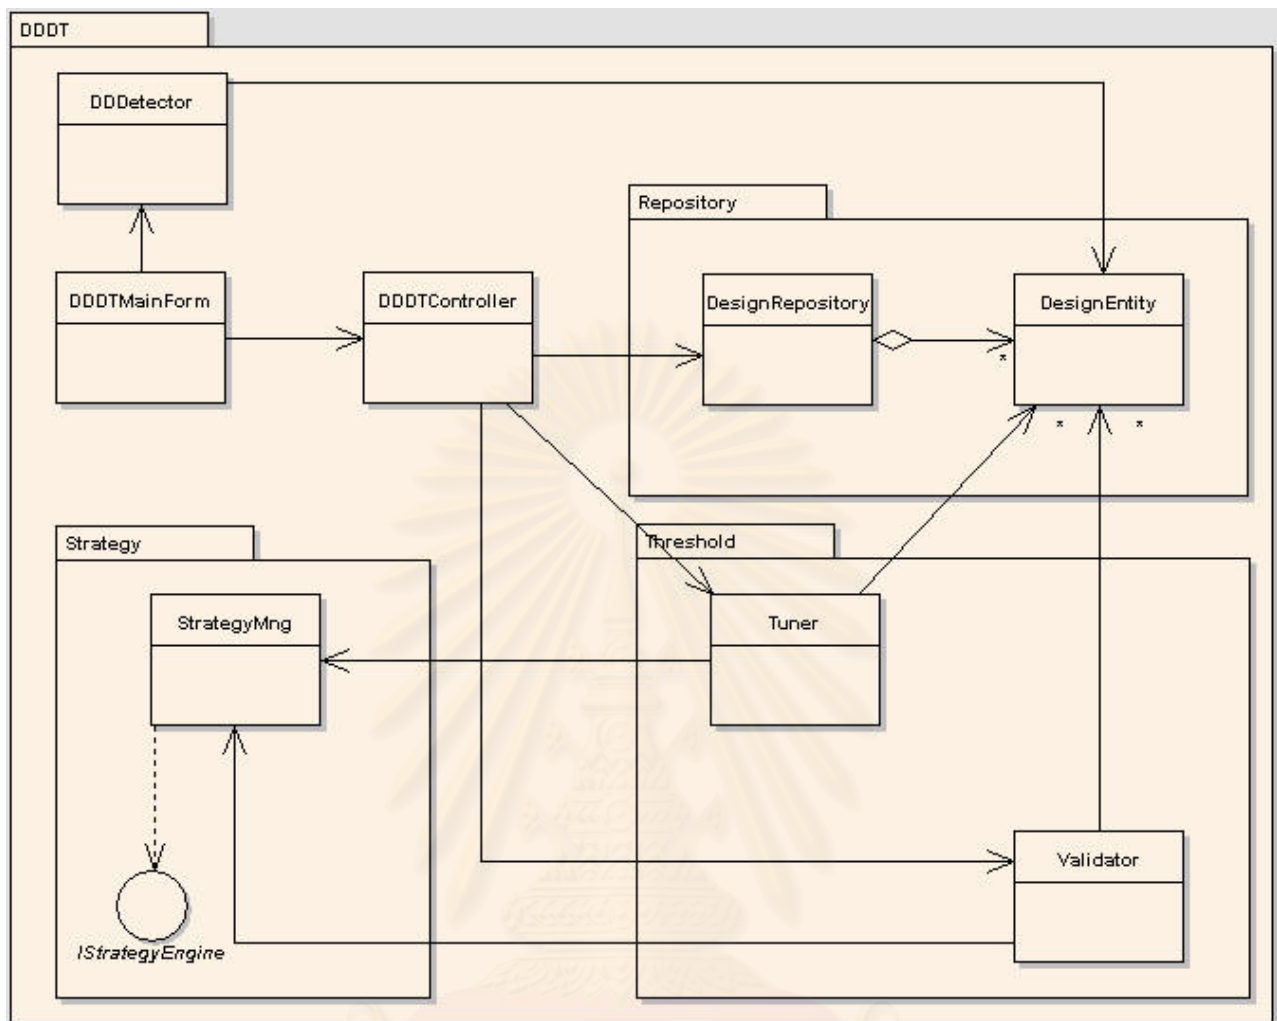 DDDT
DDDetector
Repository
DDDTMainForm
DDDTController
DesignRepository
DesignEntity
*
*
*
Strategy
Threshold
StrategyMng
Tuner
Validator
IStrategyEngine